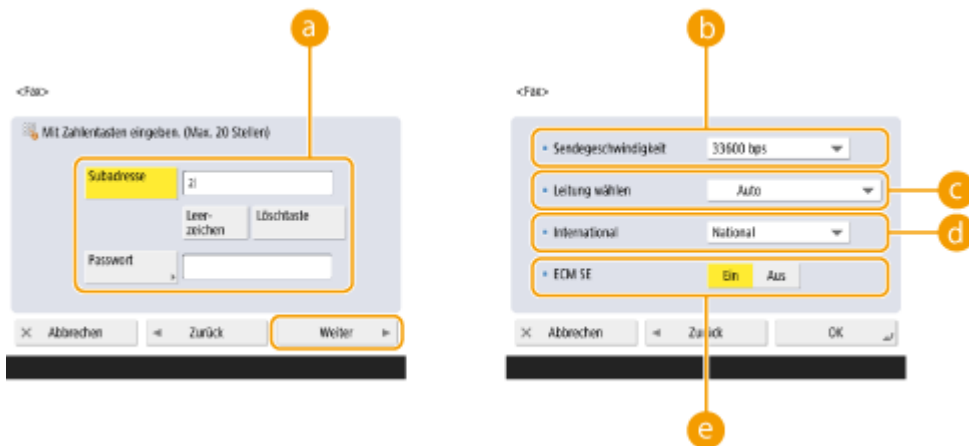 a
<Fax>
Mit Zahlentasten eingeben. (Max. 20 Stellen)
Subadresse
2
Leer-
zeichen
Löschtaste
Passwort
Abbrechen
Zurück
Weiter
b
<Fax>
Sendegeschwindigkeit
33600 bps
Leitung wählen
Auto
c
International
National
d
ECM SE
Ein
Aus
Abbrechen
Zurück
OK
e